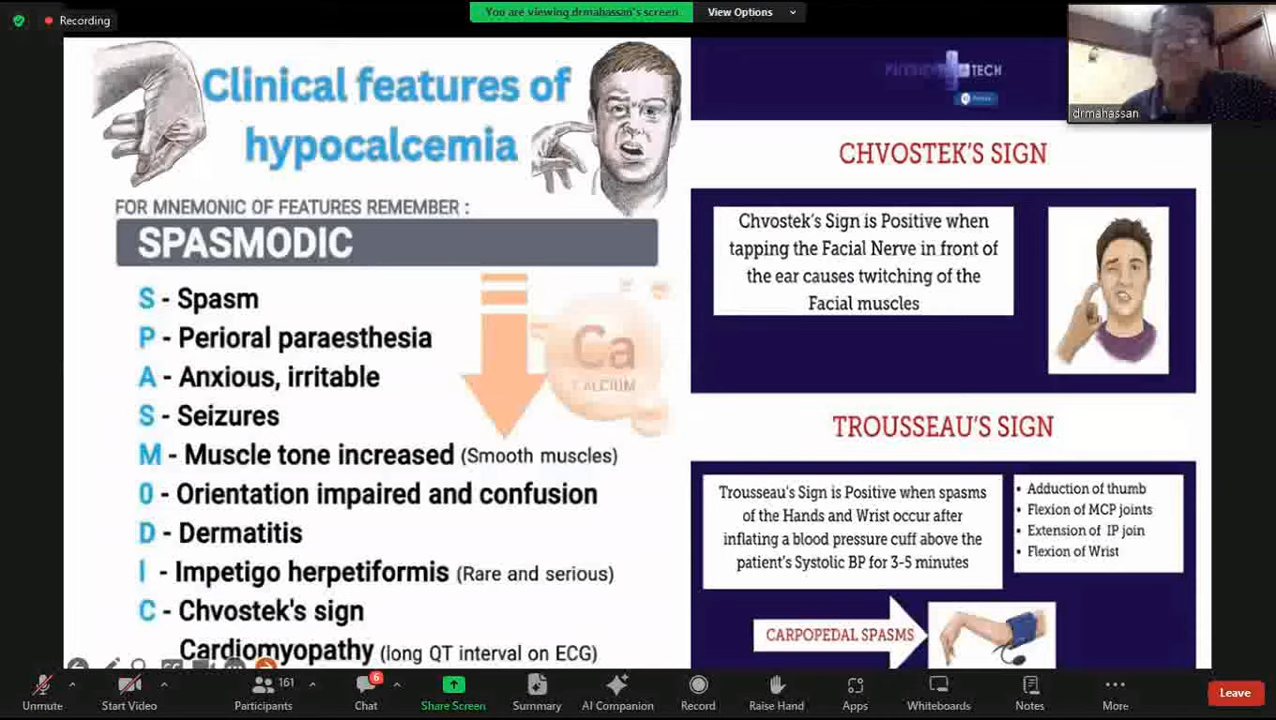 Recording
You are viewing drmahassan's screen
View Options
drmahassan
Clinical features of
hypocalcemia
FOR MNEMONIC OF FEATURES REMEMBER :
SPASMODIC
S - Spasm
P - Perioral paraesthesia
A - Anxious, irritable
S - Seizures
M - Muscle tone increased (Smooth muscles)
O - Orientation impaired and confusion
D - Dermatitis
I - Impetigo herpetiformis (Rare and serious)
C - Chvostek's sign
Cardiomyopathy (long QT interval on ECG)
Ca
CALCIUM
TECH
CHVOSTEK'S SIGN
Chvostek's Sign is Positive when
tapping the Facial Nerve in front of
the ear causes twitching of the
Facial muscles
TROUSSEAU'S SIGN
Trousseau's Sign is Positive when spasms
of the Hands and Wrist occur after
inflating a blood pressure cuff above the
patient's Systolic BP for 3-5 minutes
• Adduction of thumb
• Flexion of MCP joints
• Extension of IP join
• Flexion of Wrist
CARPOPEDAL SPASMS
Unmute
Start Video
161
Participants
6
Chat
Share Screen
Summary
AI Companion
Record
Raise Hand
Apps
Whiteboards
Notes
More
Leave